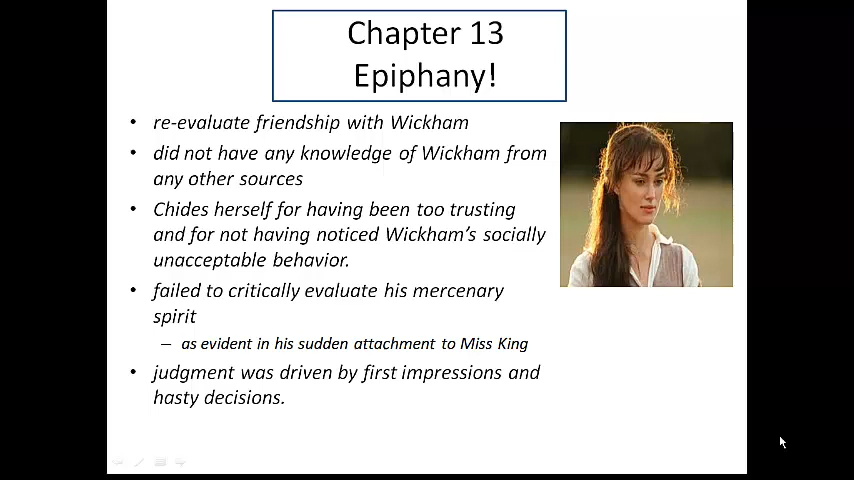 Chapter 13
Epiphany!
• re-evaluate friendship with Wickham
• did not have any knowledge of Wickham from
any other sources
• Chides herself for having been too trusting
and for not having noticed Wickham's socially
unacceptable behavior.
• failed to critically evaluate his mercenary
spirit
– as evident in his sudden attachment to Miss King
• judgment was driven by first impressions and
hasty decisions.